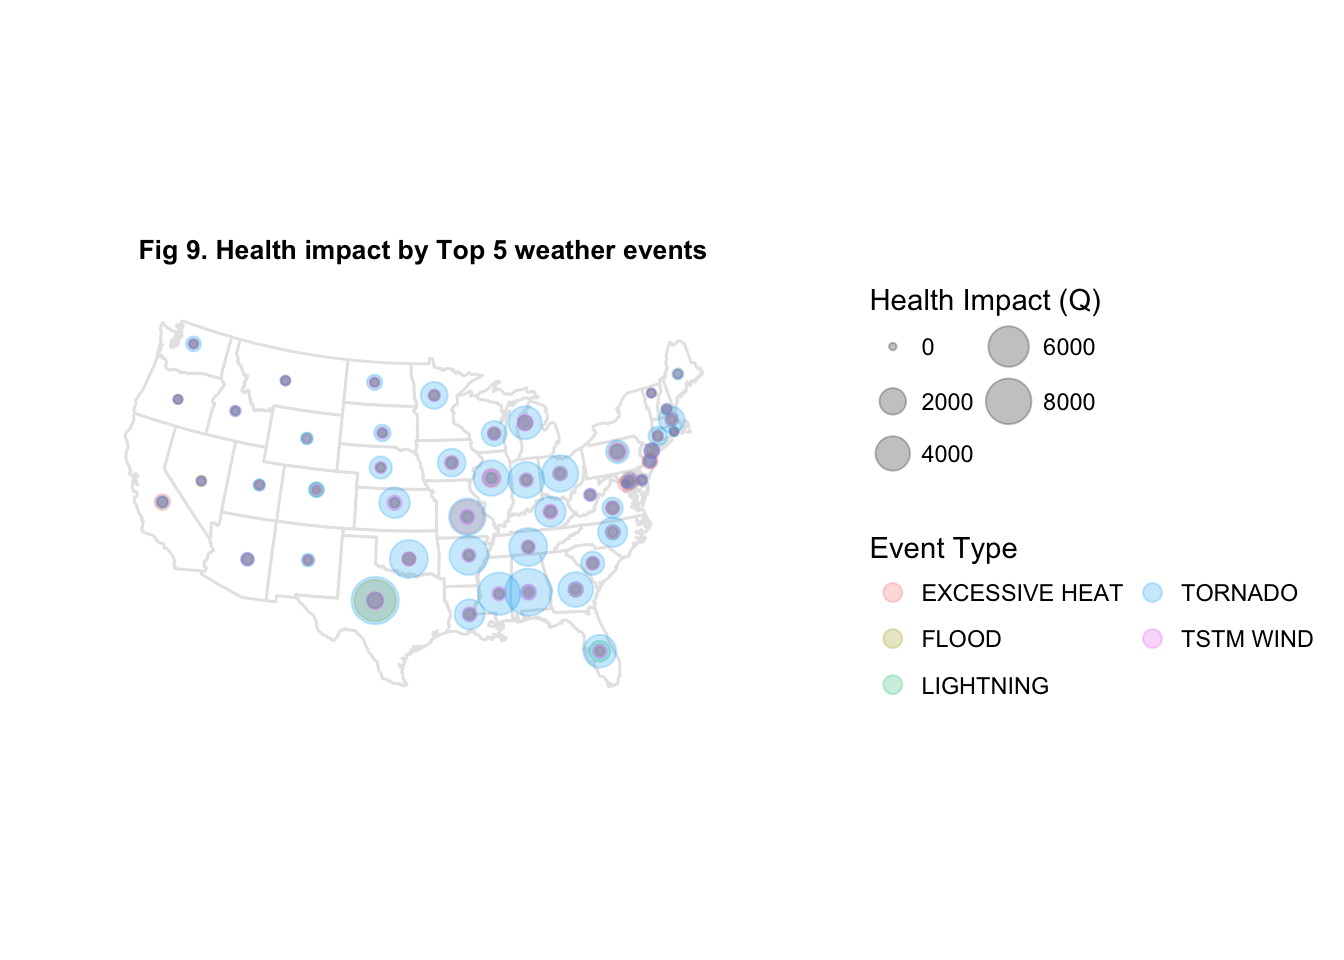 Fig 9. Health impact by Top 5 weather events
Health Impact (Q)
0 6000
2000 8000
4000
Event Type
EXCESSIVE HEAT TORNADO
FLOOD TSTM WIND
LIGHTNING